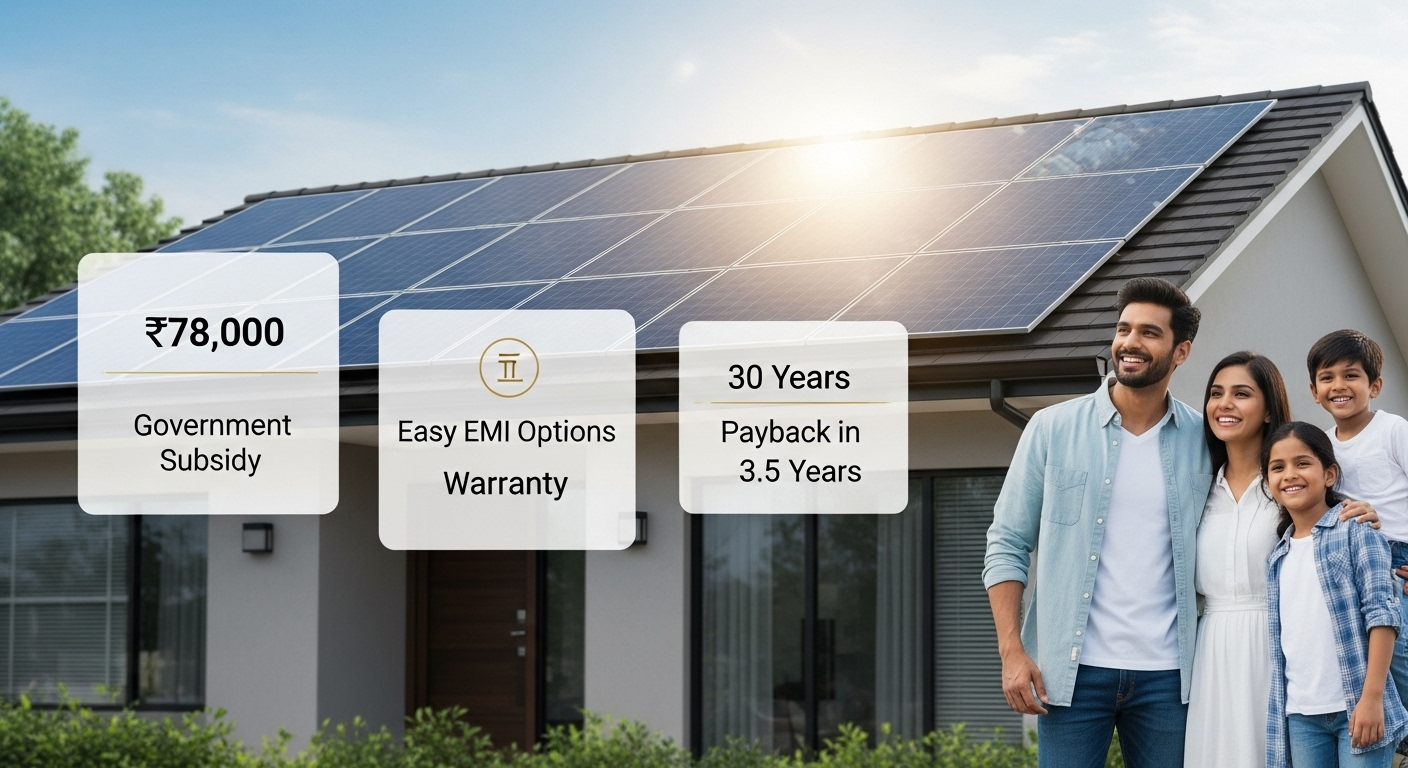 ₹78,000
Government
Subsidy
Easy EMI Options
Warranty
30 Years
Payback in
3.5 Years